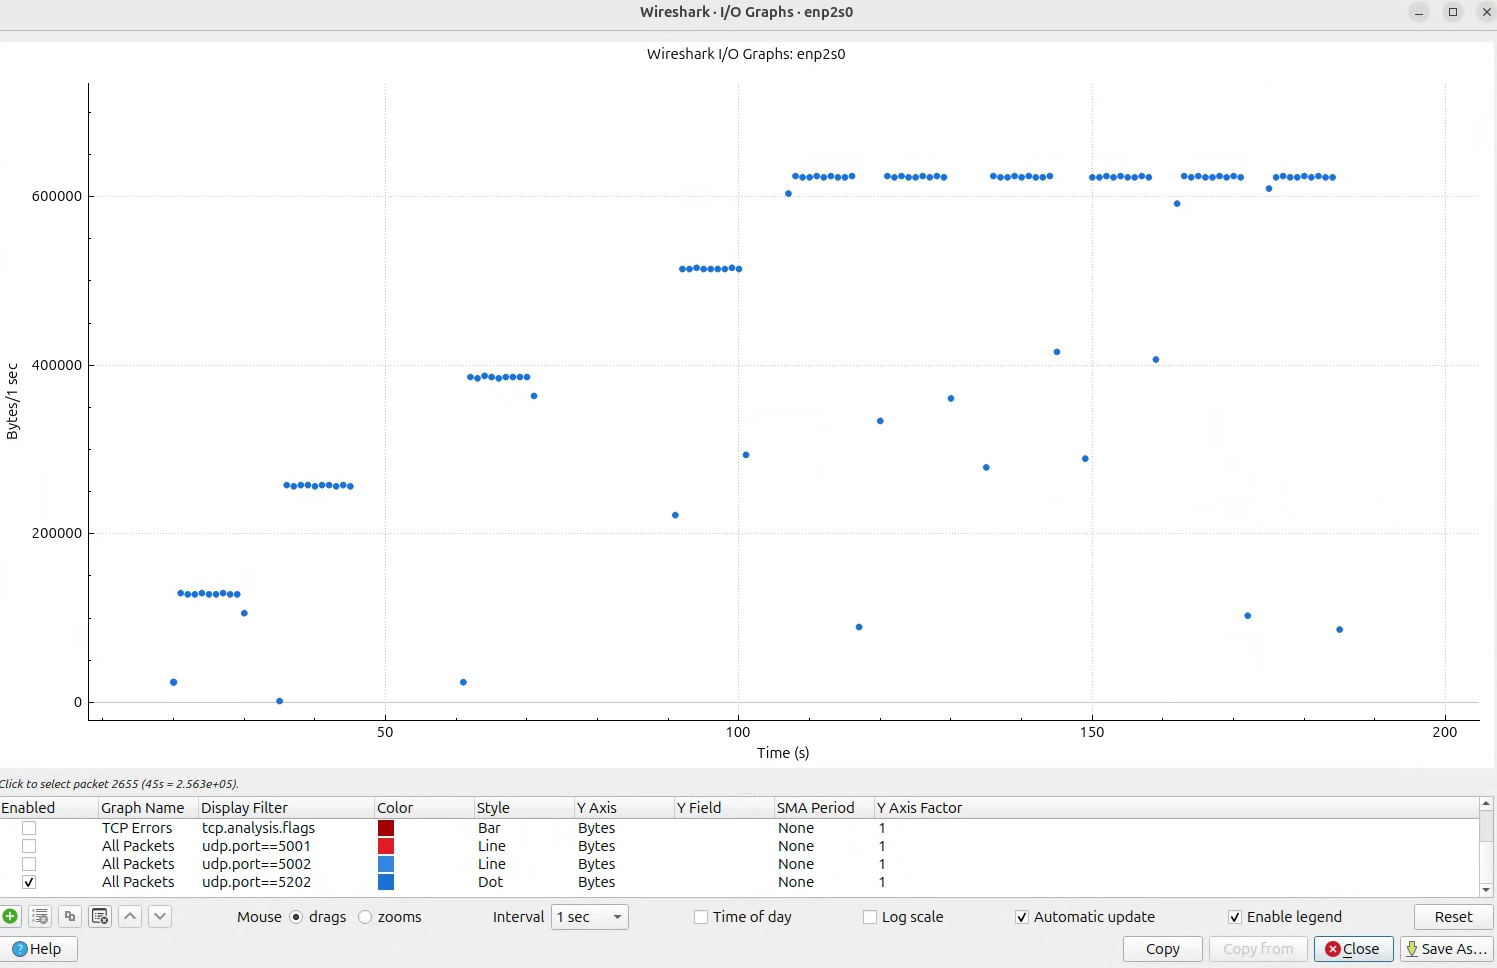 Wireshark · I/O Graphs · enp2s0
Wireshark I/O Graphs: enp2s0
600000
400000
200000
0
Bytes/1 sec
50 100 150 200
Time (s)
Click to select packet 2655 (45s = 2.563e+05).
Enabled Graph Name Display Filter Color Style Y Axis Y Field SMA Period Y Axis Factor
TCP Errors tcp.analysis.flags Bar Bytes None 1
All Packets udp.port==5001 Line Bytes None 1
All Packets udp.port==5002 Line Bytes None 1
All Packets udp.port==5202 Dot Bytes None 1
Mouse drags zooms Interval 1 sec Time of day Log scale Automatic update Enable legend Reset
Help Copy Copy from Close Save As...